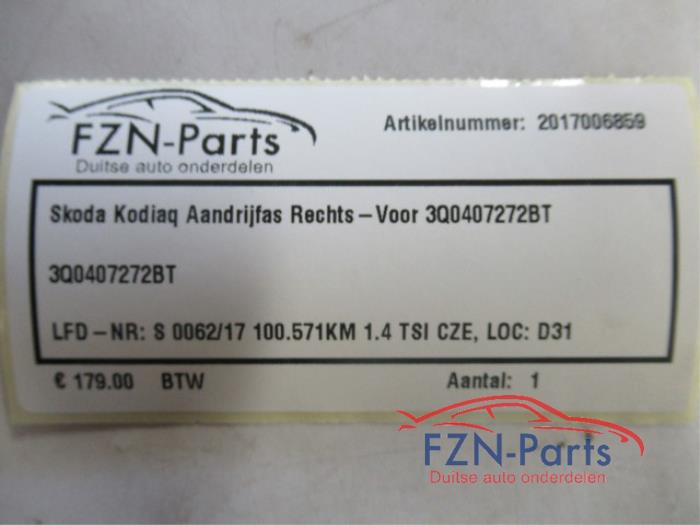 FZN-Parts
Duitse auto onderdelen
Artikelnummer: 2017006859
Skoda Kodiaq Aandrijfas Rechts-Voor 3Q0407272BT
3Q0407272BT
LFD-NR: S 0062/17 100.571KM 1.4 TSI CZE, LOC: D31
€ 179.00 BTW Aantal: 1
FZN-Parts
Duitse auto onderdelen